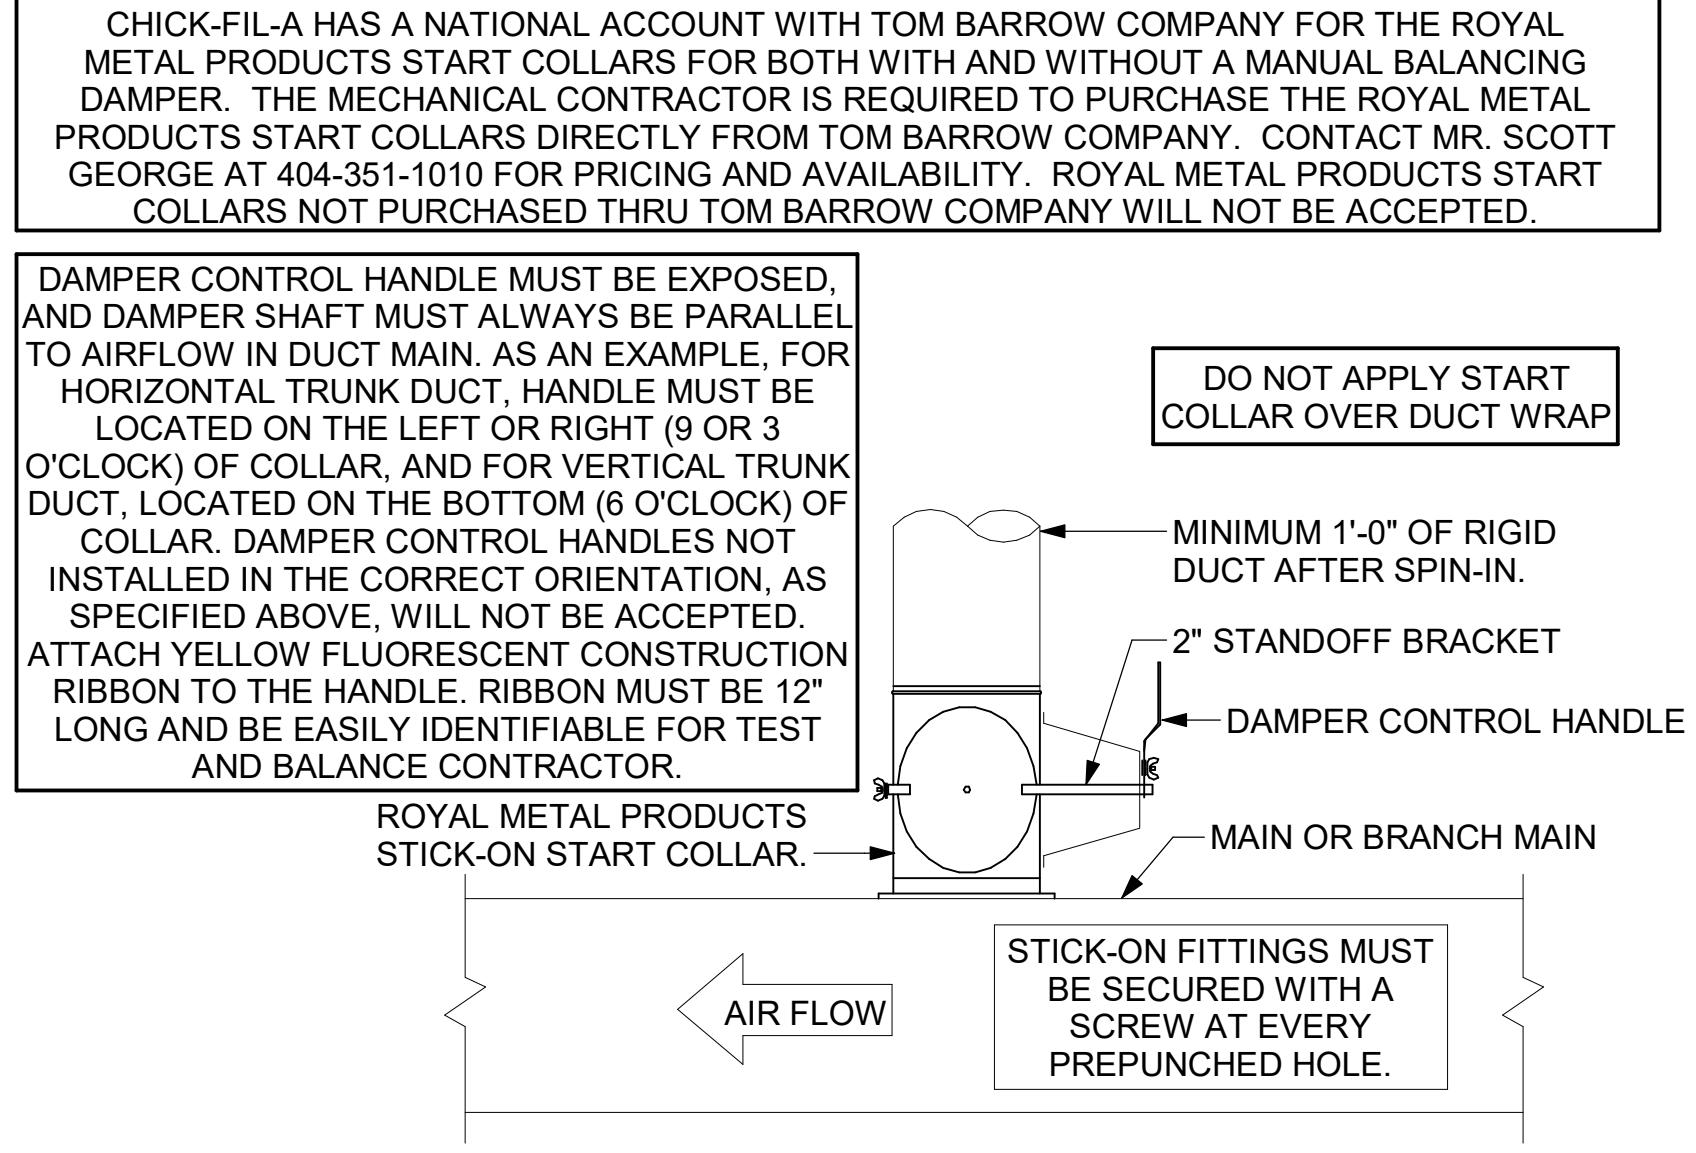 CHICK-FIL-A HAS A NATIONAL ACCOUNT WITH TOM BARROW COMPANY FOR THE ROYAL
METAL PRODUCTS START COLLARS FOR BOTH WITH AND WITHOUT A MANUAL BALANCING
DAMPER. THE MECHANICAL CONTRACTOR IS REQUIRED TO PURCHASE THE ROYAL METAL
PRODUCTS START COLLARS DIRECTLY FROM TOM BARROW COMPANY. CONTACT MR. SCOTT
GEORGE AT 404-351-1010 FOR PRICING AND AVAILABILITY. ROYAL METAL PRODUCTS START
COLLARS NOT PURCHASED THRU TOM BARROW COMPANY WILL NOT BE ACCEPTED.
DAMPER CONTROL HANDLE MUST BE EXPOSED,
AND DAMPER SHAFT MUST ALWAYS BE PARALLEL
TO AIRFLOW IN DUCT MAIN. AS AN EXAMPLE, FOR
HORIZONTAL TRUNK DUCT, HANDLE MUST BE
LOCATED ON THE LEFT OR RIGHT (9 OR 3
O'CLOCK) OF COLLAR, AND FOR VERTICAL TRUNK
DUCT, LOCATED ON THE BOTTOM (6 O'CLOCK) OF
COLLAR. DAMPER CONTROL HANDLES NOT
INSTALLED IN THE CORRECT ORIENTATION, AS
SPECIFIED ABOVE, WILL NOT BE ACCEPTED.
ATTACH YELLOW FLUORESCENT CONSTRUCTION
RIBBON TO THE HANDLE. RIBBON MUST BE 12"
LONG AND BE EASILY IDENTIFIABLE FOR TEST
AND BALANCE CONTRACTOR.
DO NOT APPLY START
COLLAR OVER DUCT WRAP
MINIMUM 1'-0" OF RIGID
DUCT AFTER SPIN-IN.
2" STANDOFF BRACKET
DAMPER CONTROL HANDLE
ROYAL METAL PRODUCTS
STICK-ON START COLLAR.
MAIN OR BRANCH MAIN
STICK-ON FITTINGS MUST
BE SECURED WITH A
SCREW AT EVERY
PREPUNCHED HOLE.
AIR FLOW